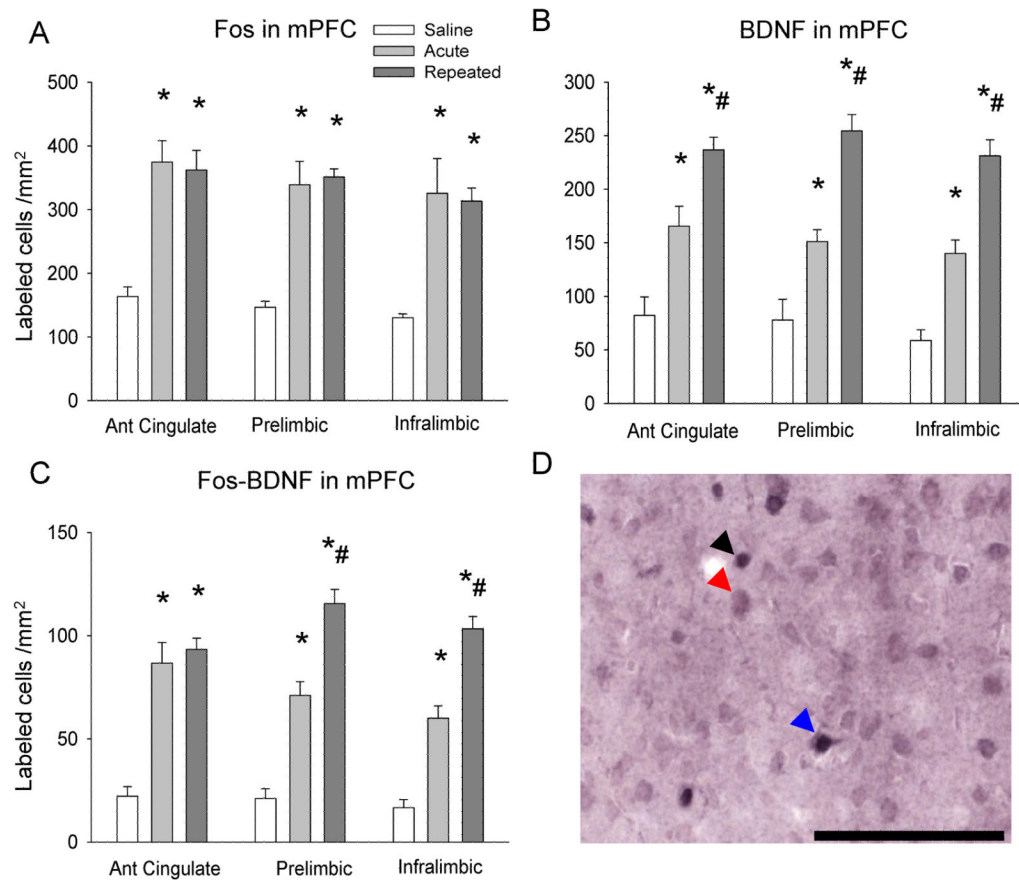 A
Fos in mPFC
Saline
Acute
Repeated
Labeled cells /mm²
500
400
300
200
100
0
* * * * * *
Ant Cingulate Prelimbic Infralimbic
B
BDNF in mPFC
300
250
200
150
100
50
0
* *# * *# * *#
Ant Cingulate Prelimbic Infralimbic
C
Fos-BDNF in mPFC
Labeled cells /mm²
150
100
50
0
* * * *# * *#
Ant Cingulate Prelimbic Infralimbic
D